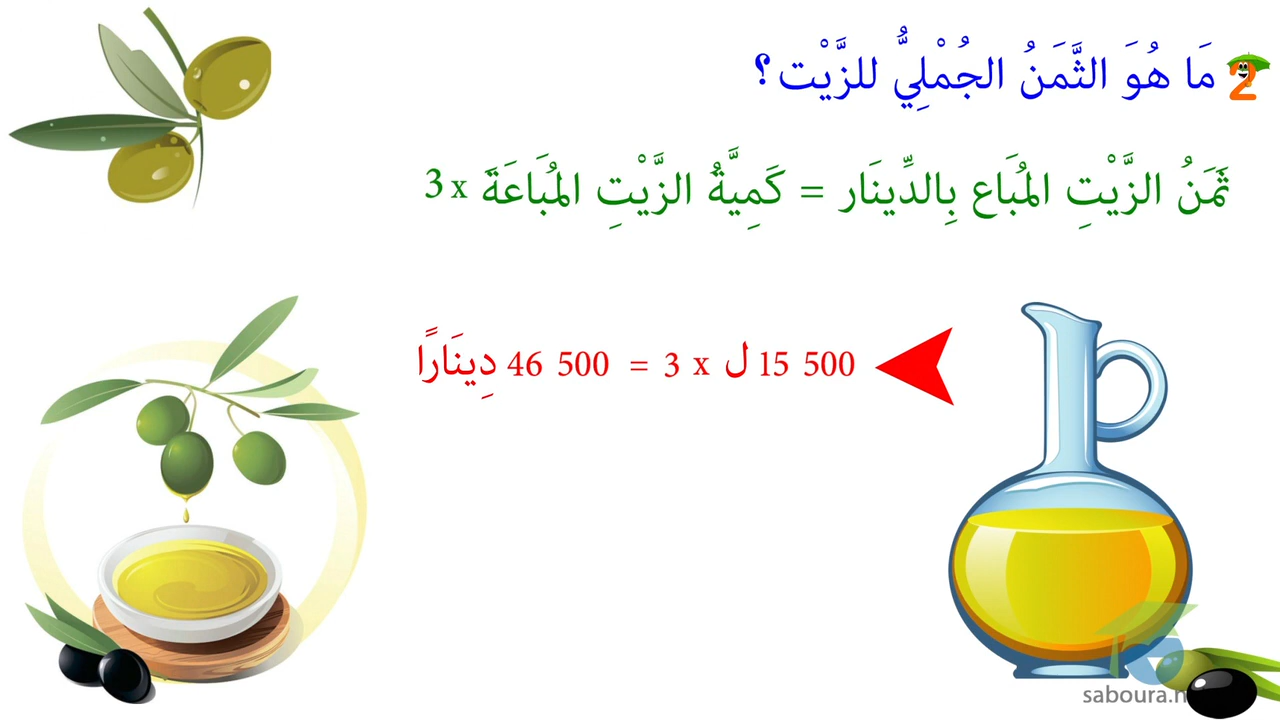 2 مَا هُوَ الثَّمَنُ الجُمْلِيُّ للزَّيْت ؟
ثَمَنُ الزَّيْتِ المُبَاع بِالدِّينَار = كَمِيَّةُ الزَّيْتِ المُبَاعَةَ x 3
15 500 ل x 3 = 46 500 دِينَارًا
saboura.n